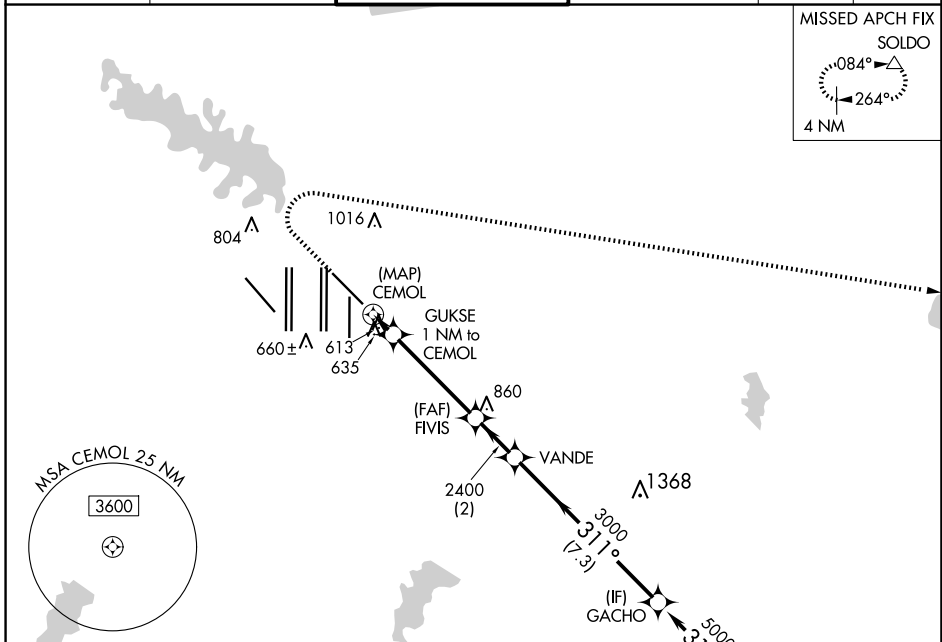 MISSED APCH FIX
SOLDO
084°
264°
4 NM
1016
804
(MAP)
CEMOL
GUKSE
1 NM to
CEMOL
660 ±
613
635
860
(FAF)
FIVIS
VANDE
2400
(2)
1368
MSA CEMOL 25 NM
3600
3000
311°
(7.3)
(IF)
GACHO
5000